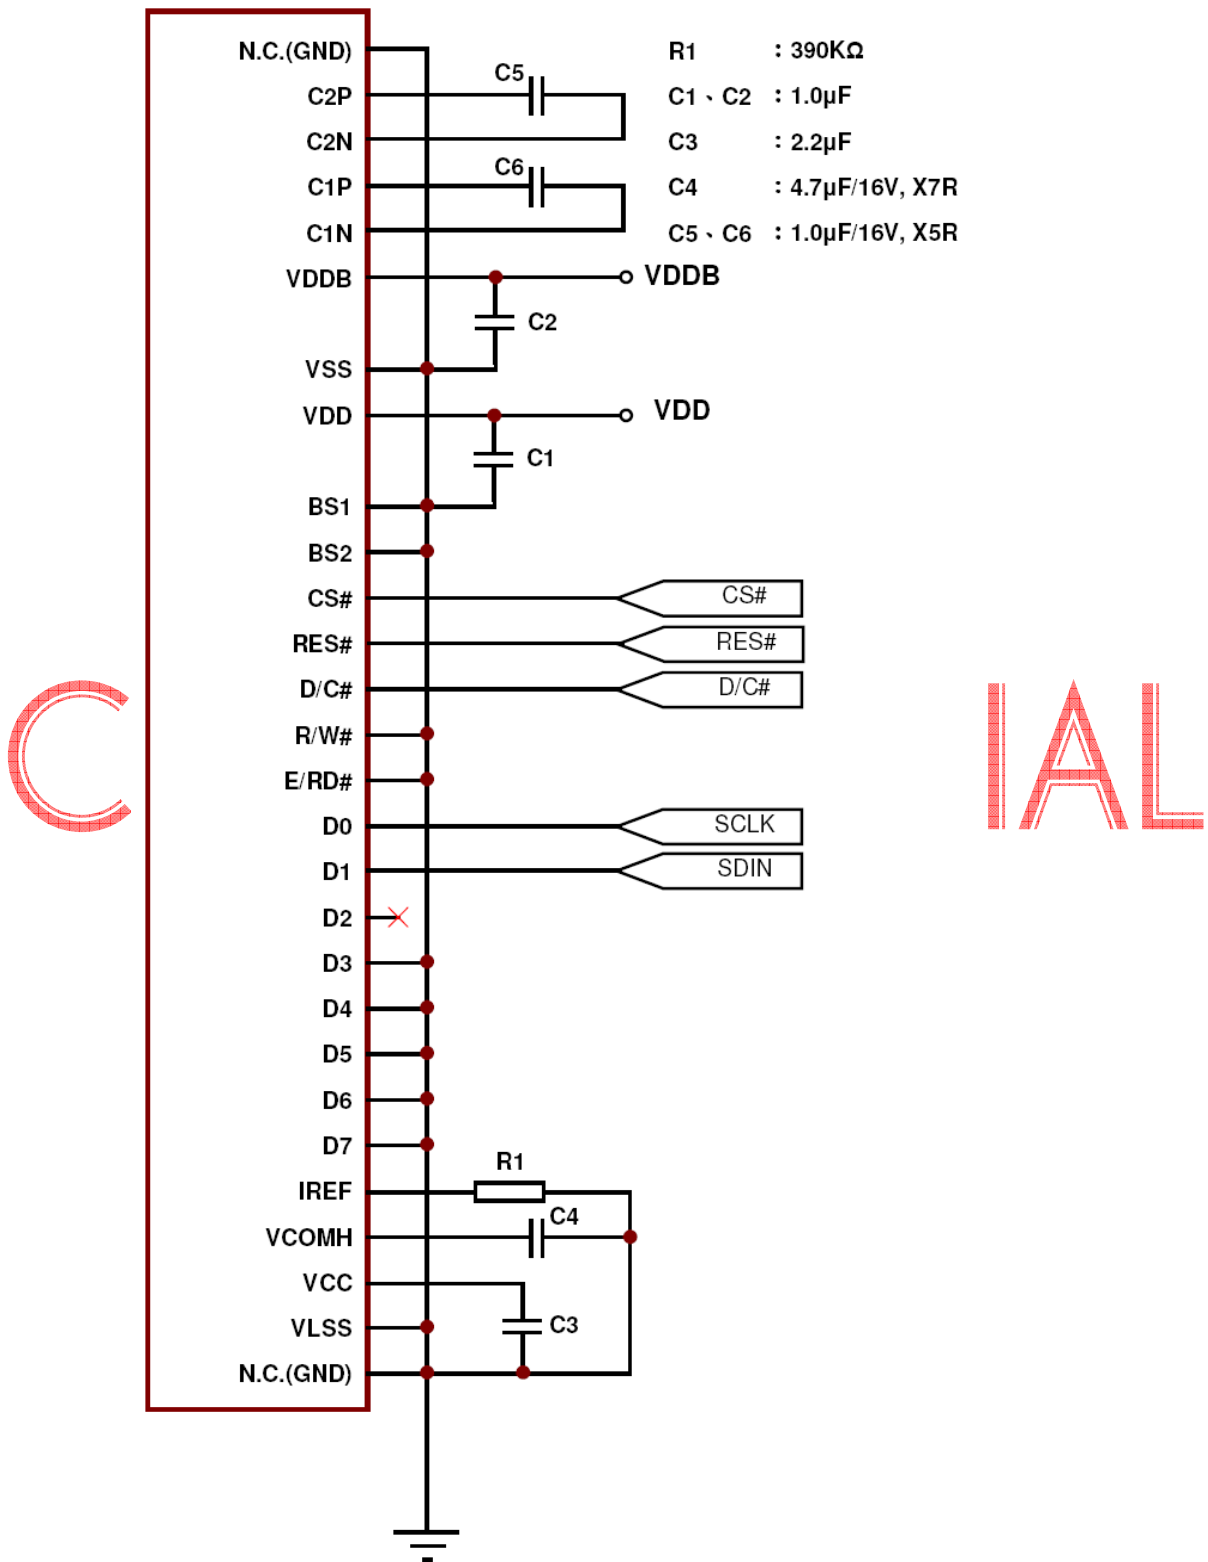 N.C.(GND)
C2P
C2N
C1P
C1N
VDDB
VSS
VDD
BS1
BS2
CS#
RES#
D/C#
R/W#
E/RD#
D0
D1
D2
D3
D4
D5
D6
D7
IREF
VCOMH
VCC
VLSS
N.C.(GND)
C5
C6
C2
C1
R1
C4
C3
R1 : 390KΩ
C1、C2 : 1.0µF
C3 : 2.2µF
C4 : 4.7µF/16V, X7R
C5、C6 : 1.0µF/16V, X5R
VDDB
VDD
CS#
RES#
D/C#
SCLK
SDIN
C IAL